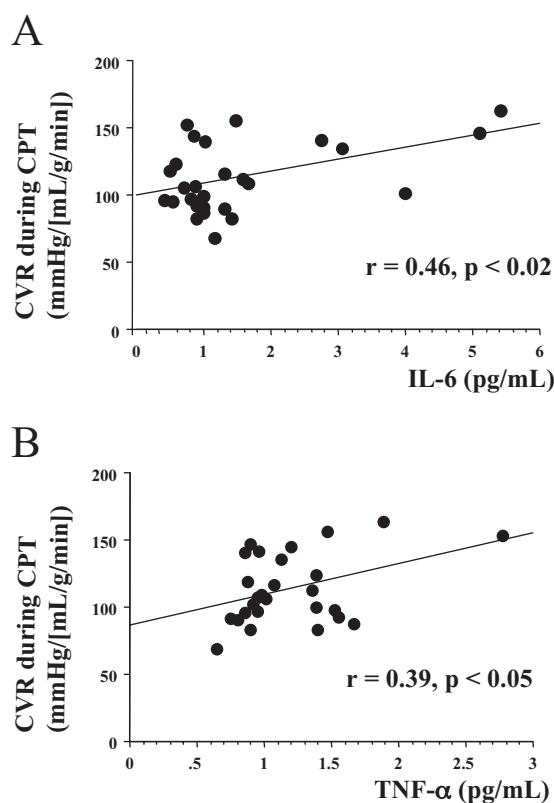 A
CVR during CPT
(mmHg/[mL/g/min])
200
150
100
50
0
r = 0.46, p < 0.02
0 1 2 3 4 5 6
IL-6 (pg/mL)
B
CVR during CPT
(mmHg/[mL/g/min])
200
150
100
50
0
r = 0.39, p < 0.05
0 .5 1 1.5 2 2.5 3
TNF-α (pg/mL)